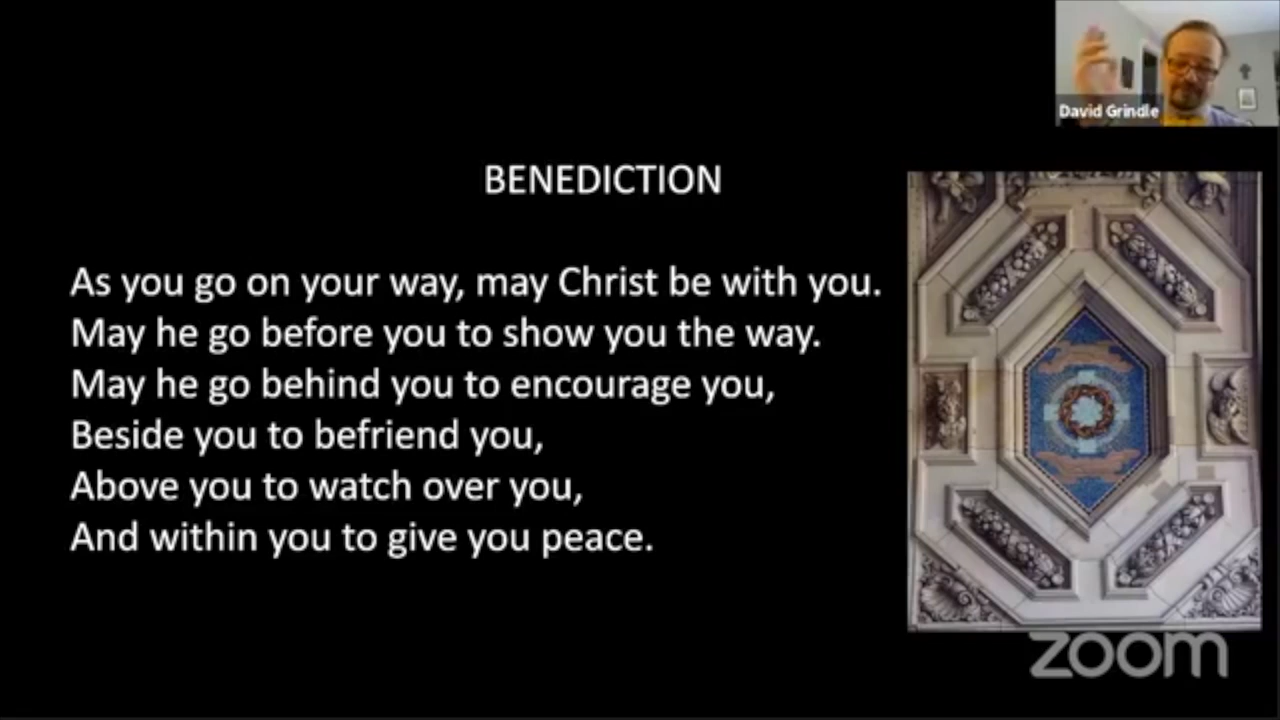 David Grindle
BENEDICTION
As you go on your way, may Christ be with you.
May he go before you to show you the way.
May he go behind you to encourage you,
Beside you to befriend you,
Above you to watch over you,
And within you to give you peace.
zoom